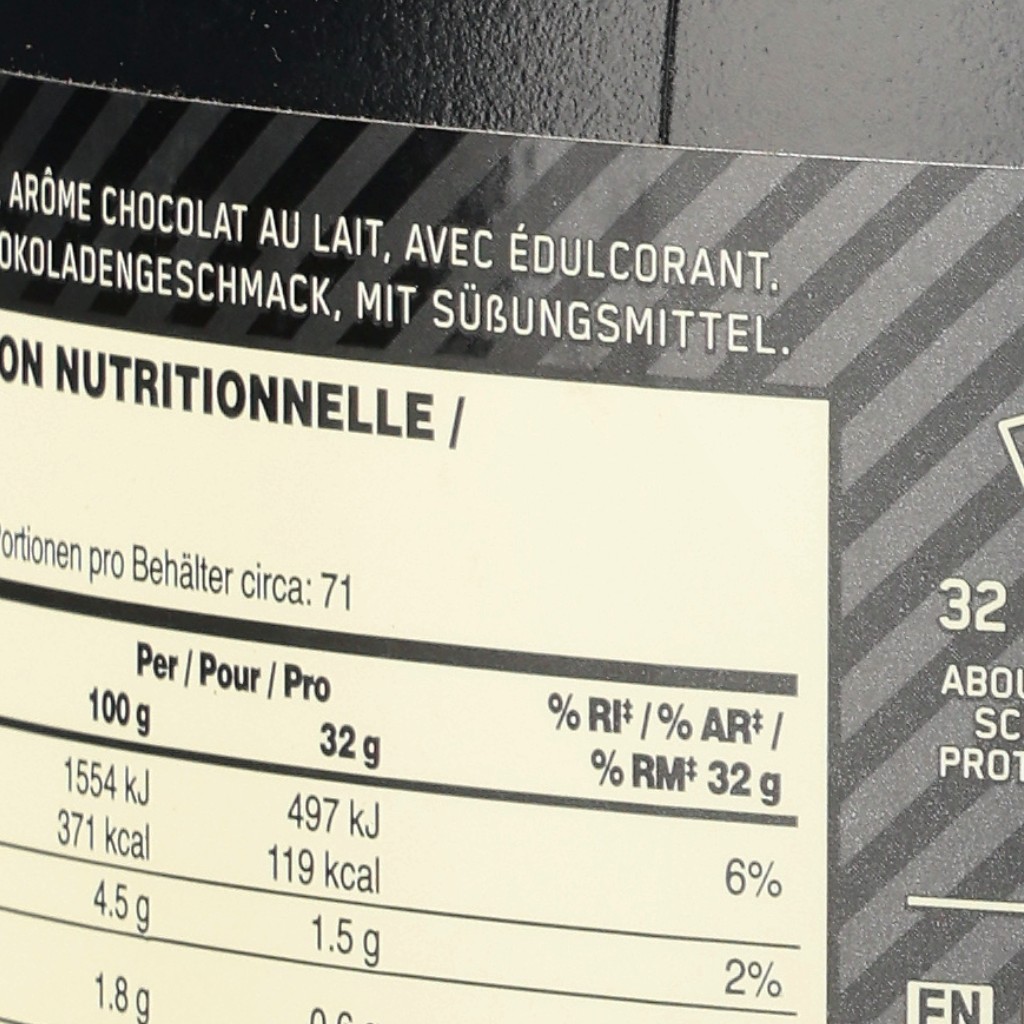 ARÔME CHOCOLAT AU LAIT, AVEC ÉDULCORANT.
OKOLADENGESCHMACK, MIT SÜßUNGSMITTEL.
ON NUTRITIONNELLE /
ortionen pro Behälter circa: 71
Per / Pour / Pro
100 g 32 g % RI‡ / % AR‡ /
% RM‡ 32 g
1554 kJ 497 kJ
371 kcal 119 kcal 6%
4.5 g 1.5 g 2%
1.8 g
32
ABOU
SC
PROT
EN